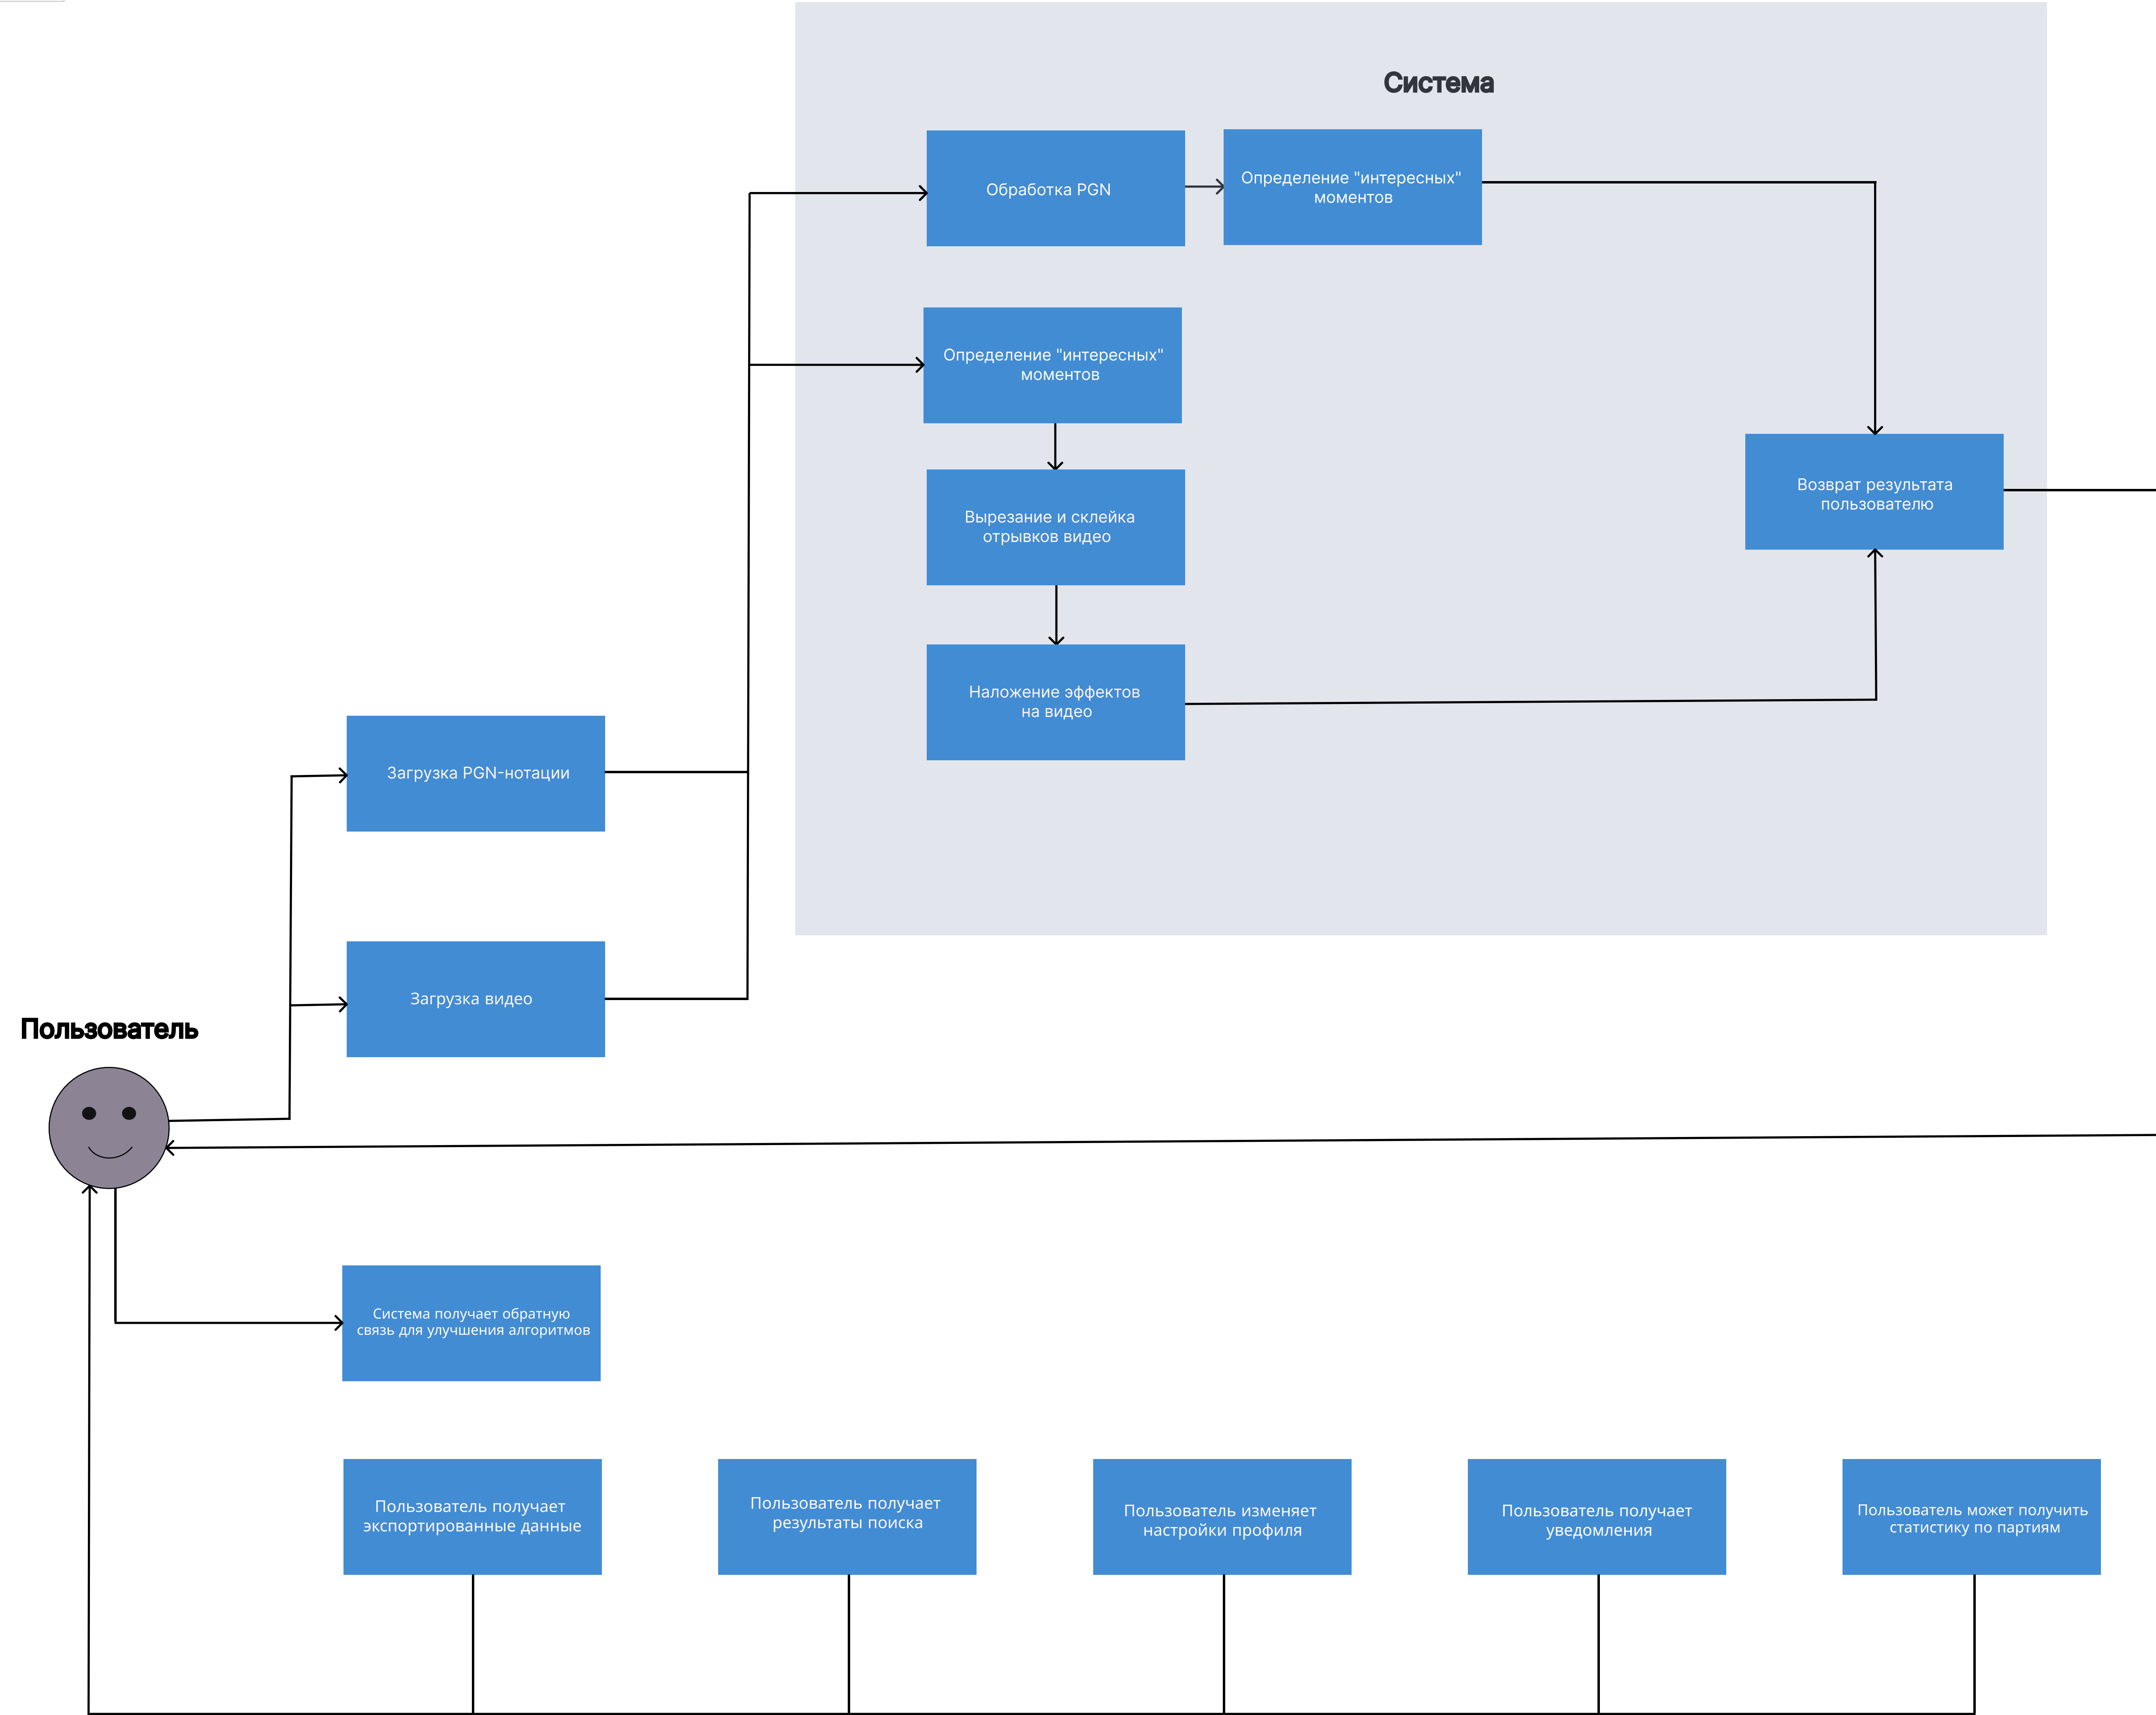 Система
Обработка PGN
Определение "интересных"
моментов
Определение "интересных"
моментов
Вырезание и склейка
отрывков видео
Возврат результата
пользователю
Наложение эффектов
на видео
Загрузка PGN-нотации
Загрузка видео
Пользователь
Система получает обратную
связь для улучшения алгоритмов
Пользователь получает
экспортированные данные
Пользователь получает
результаты поиска
Пользователь изменяет
настройки профиля
Пользователь получает
уведомления
Пользователь может получить
статистику по партиям